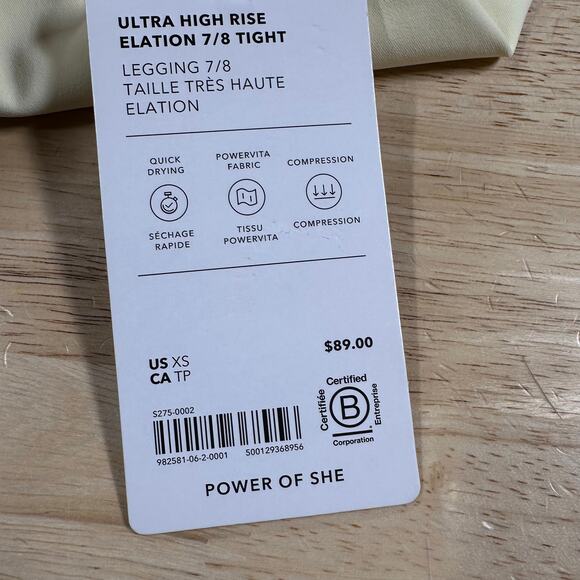 ULTRA HIGH RISE
ELATION 7/8 TIGHT
LEGGING 7/8
TAILLE TRÈS HAUTE
ELATION
QUICK
DRYING
POWERVITA
FABRIC
COMPRESSION
SÉCHAGE
RAPIDE
TISSU
POWERVITA
COMPRESSION
US XS
CA TP
$89.00
S275-0002
982581-06-2-0001 500129368956
Certified
Certifiée
B
Entreprise
Corporation
POWER OF SHE